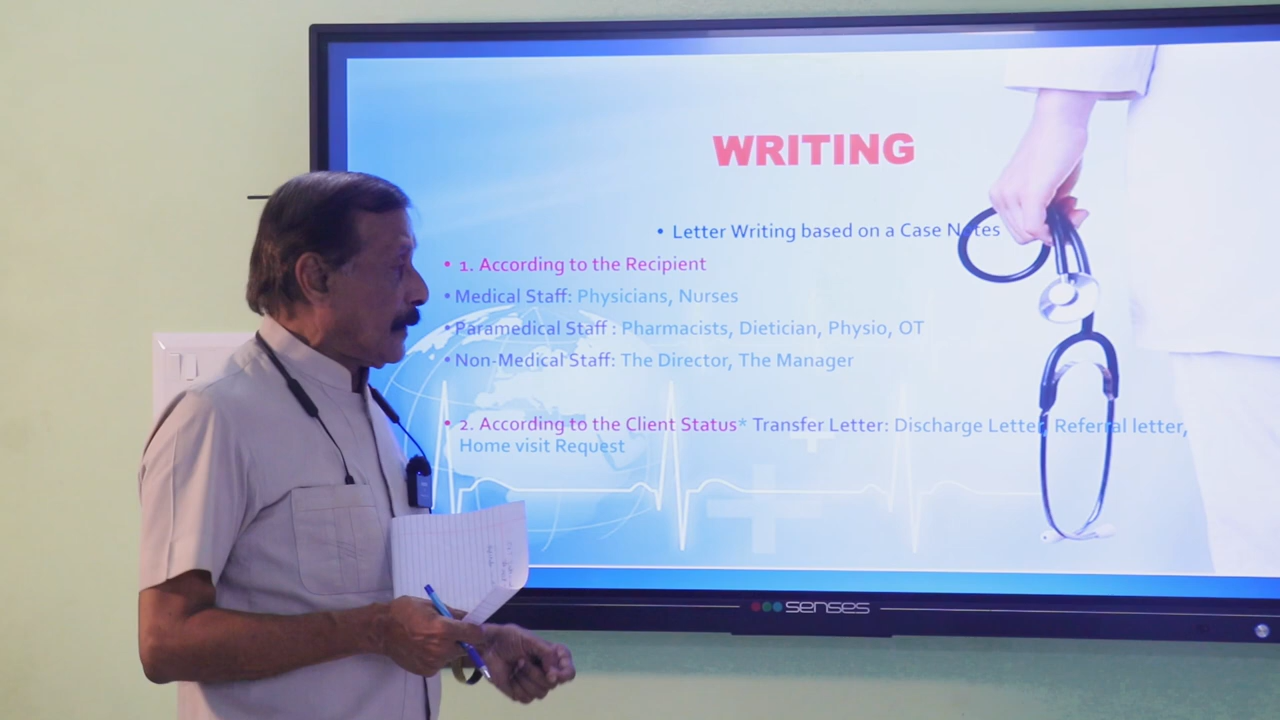 WRITING
• Letter Writing based on a Case Notes
• 1. According to the Recipient
• Medical Staff: Physicians, Nurses
• Paramedical Staff : Pharmacists, Dietician, Physio, OT
• Non-Medical Staff: The Director, The Manager
• 2. According to the Client Status* Transfer Letter: Discharge Letter, Referral letter,
Home visit Request
senses